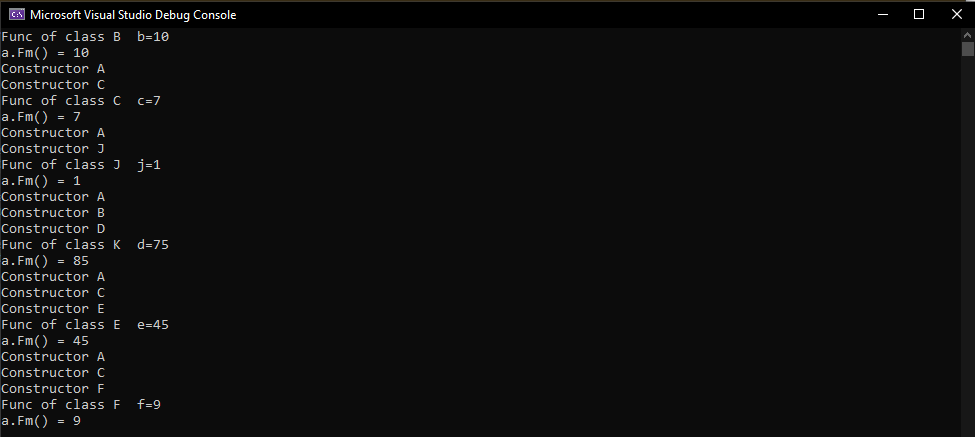 Microsoft Visual Studio Debug Console
Func of class B  b=10
a.Fm() = 10
Constructor A
Constructor C
Func of class C  c=7
a.Fm() = 7
Constructor A
Constructor J
Func of class J  j=1
a.Fm() = 1
Constructor A
Constructor B
Constructor D
Func of class K  d=75
a.Fm() = 85
Constructor A
Constructor C
Constructor E
Func of class E  e=45
a.Fm() = 45
Constructor A
Constructor C
Constructor F
Func of class F  f=9
a.Fm() = 9